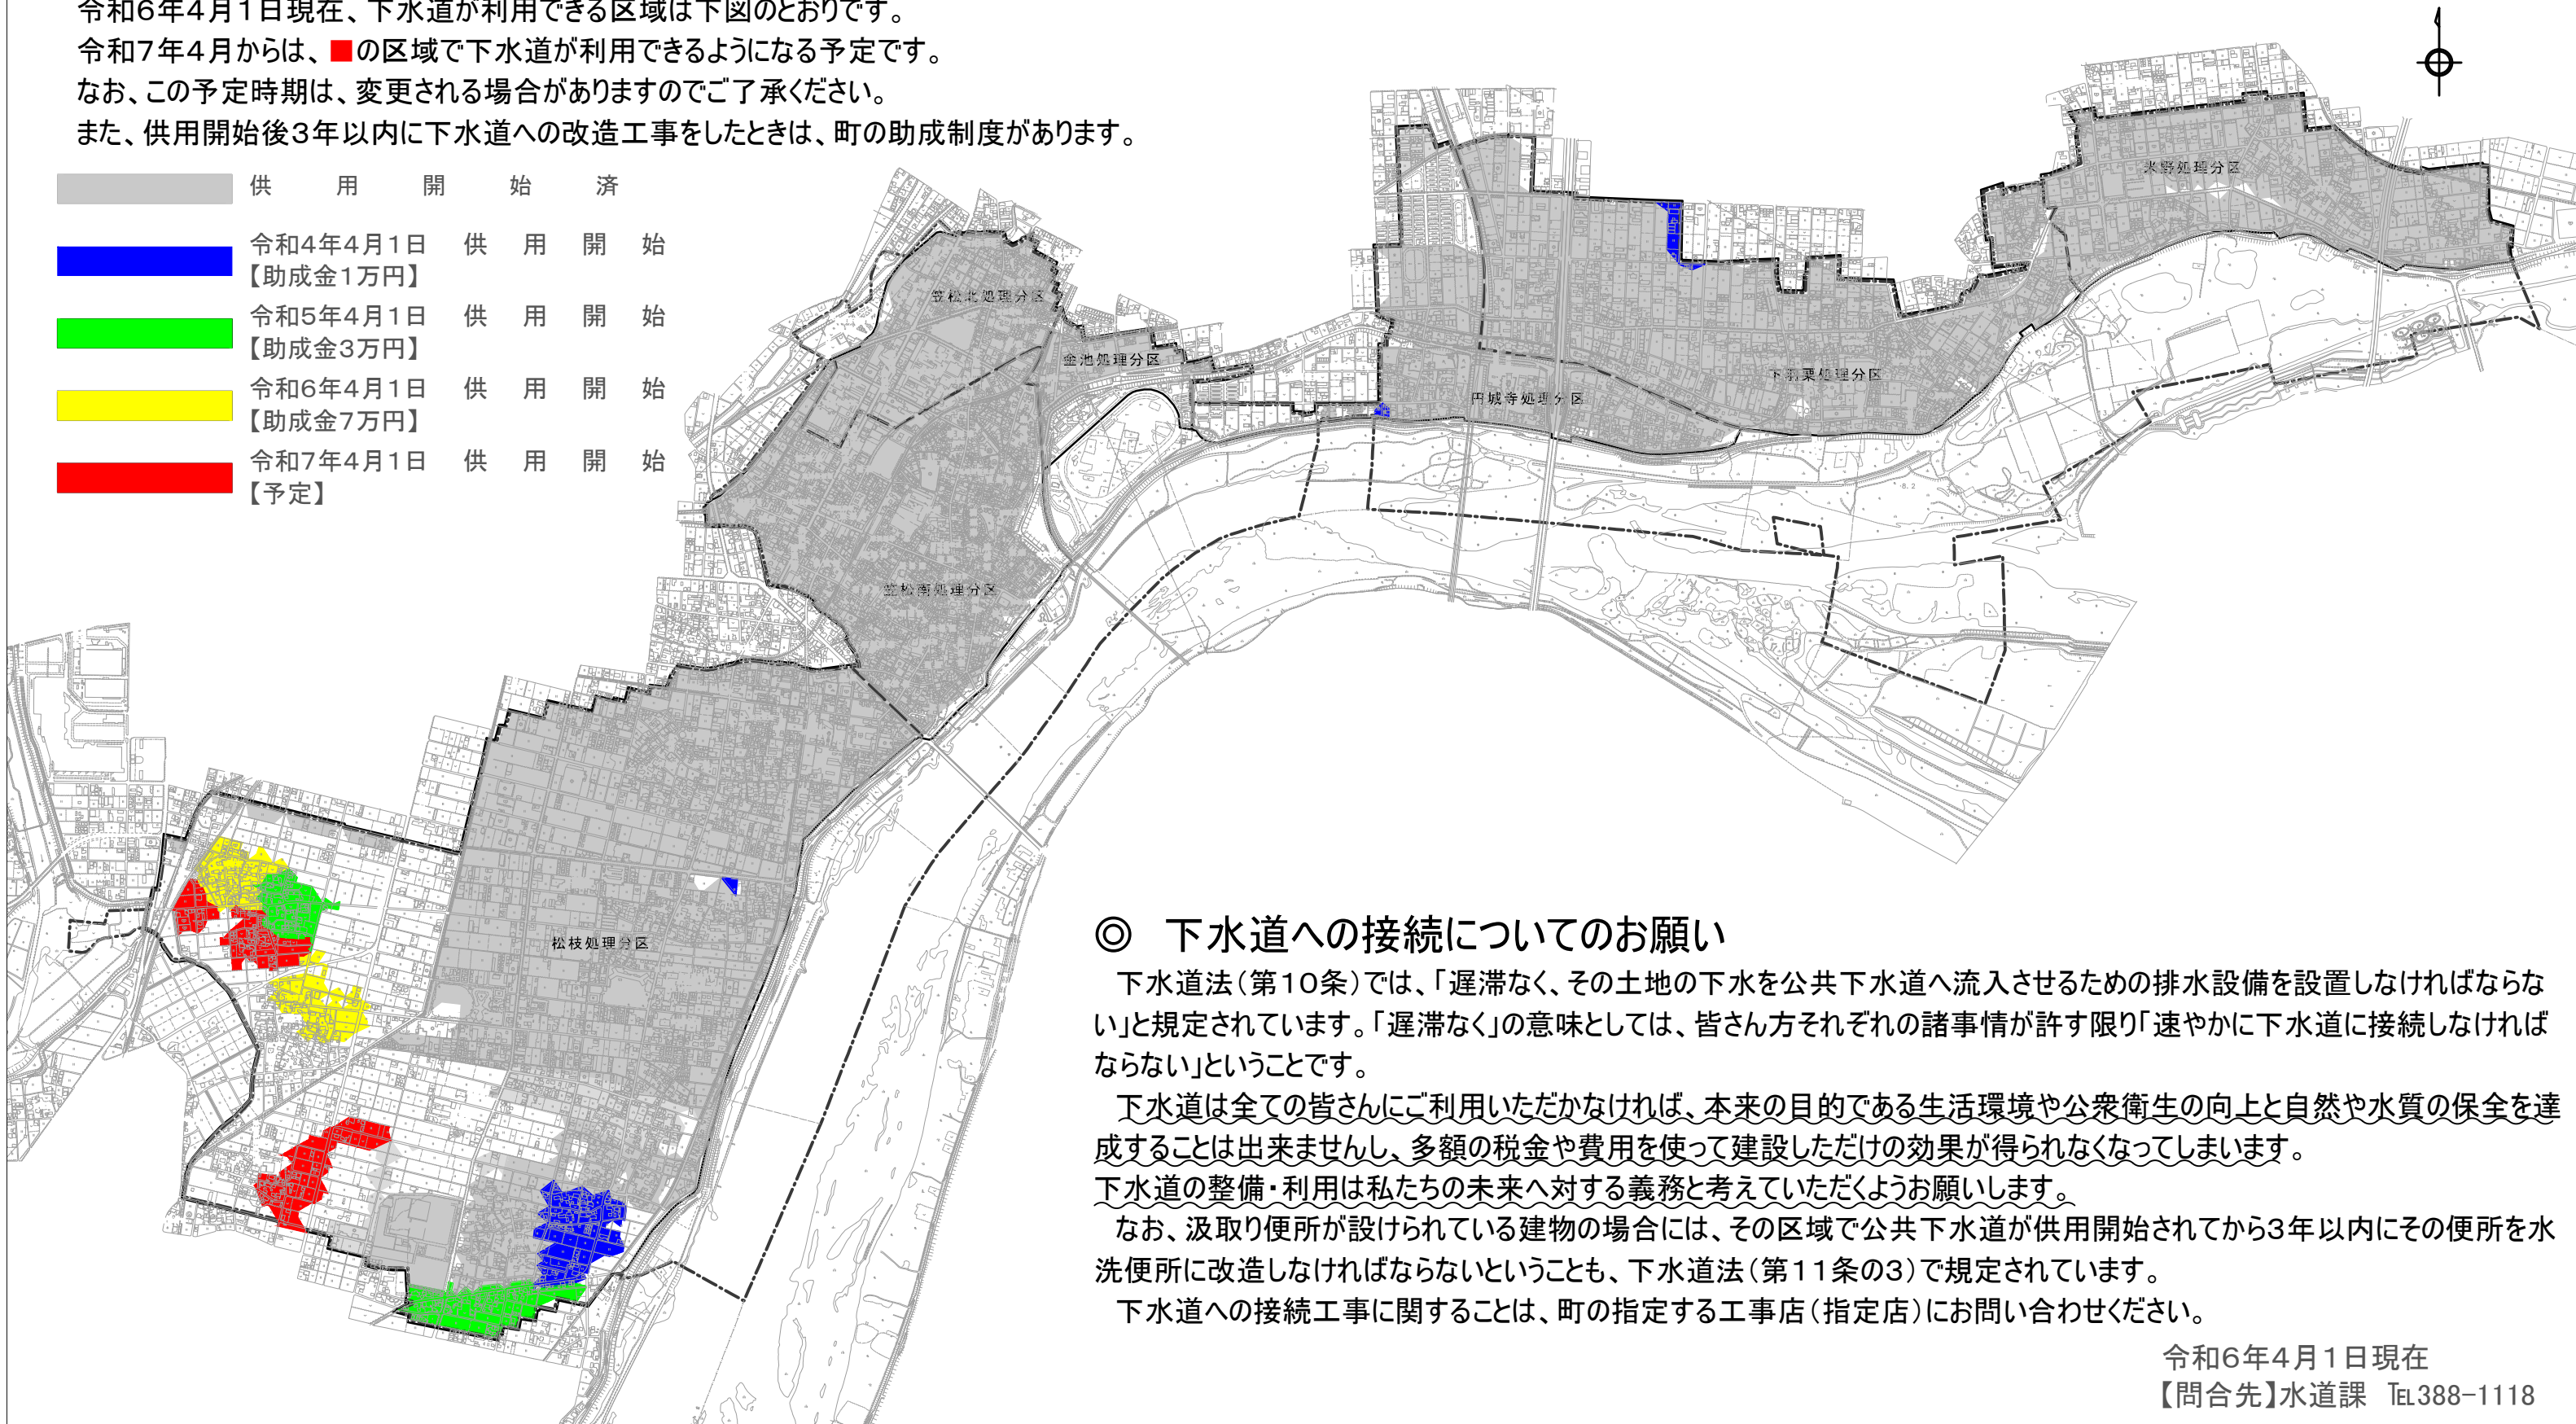 令和6年4月1日現在、下水道が利用できる区域は下図のとおりです。
令和7年4月からは、■の区域で下水道が利用できるようになる予定です。
なお、この予定時期は、変更される場合がありますのでご了承ください。
また、供用開始後3年以内に下水道への改造工事をしたときは、町の助成制度があります。
供用開始済
令和4年4月1日 供用開始
【助成金1万円】
令和5年4月1日 供用開始
【助成金3万円】
令和6年4月1日 供用開始
【助成金7万円】
令和7年4月1日 供用開始
【予定】
米野処理分区
笠松北処理分区
金池処理分区
下羽栗処理分区
円城寺処理分区
笠松南処理分区
松枝処理分区
◎ 下水道への接続についてのお願い
下水道法(第10条)では、「遅滞なく、その土地の下水を公共下水道へ流入させるための排水設備を設置しなければならな
い」と規定されています。「遅滞なく」の意味としては、皆さん方それぞれの諸事情が許す限り「速やかに下水道に接続しなければ
ならない」ということです。
下水道は全ての皆さんにご利用いただかなければ、本来の目的である生活環境や公衆衛生の向上と自然や水質の保全を達
成することは出来ませんし、多額の税金や費用を使って建設しただけの効果が得られなくなってしまいます。
下水道の整備・利用は私たちの未来へ対する義務と考えていただくようお願いします。
なお、汲取り便所が設けられている建物の場合には、その区域で公共下水道が供用開始されてから3年以内にその便所を水
洗便所に改造しなければならないということも、下水道法(第11条の3)で規定されています。
下水道への接続工事に関することは、町の指定する工事店(指定店)にお問い合わせください。
令和6年4月1日現在
【問合先】水道課 ℡388-1118